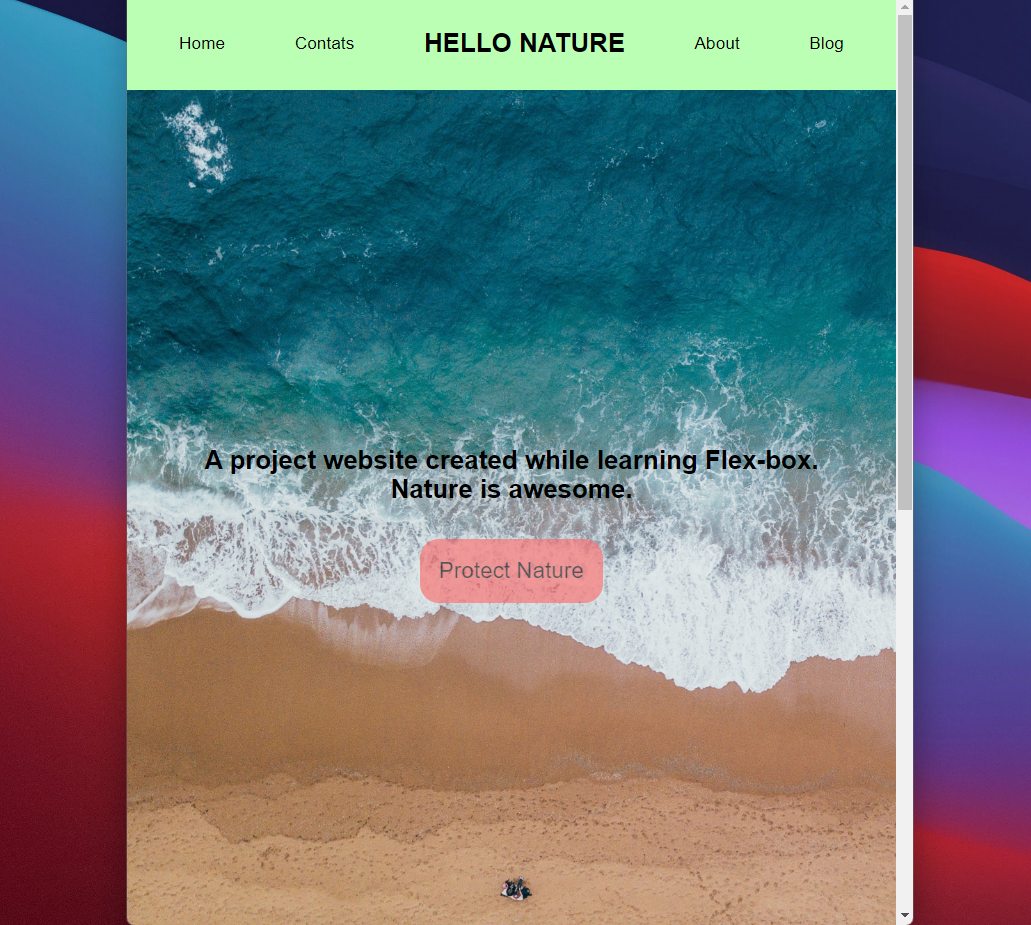 Home Contats HELLO NATURE About Blog
A project website created while learning Flex-box.
Nature is awesome.
Protect Nature